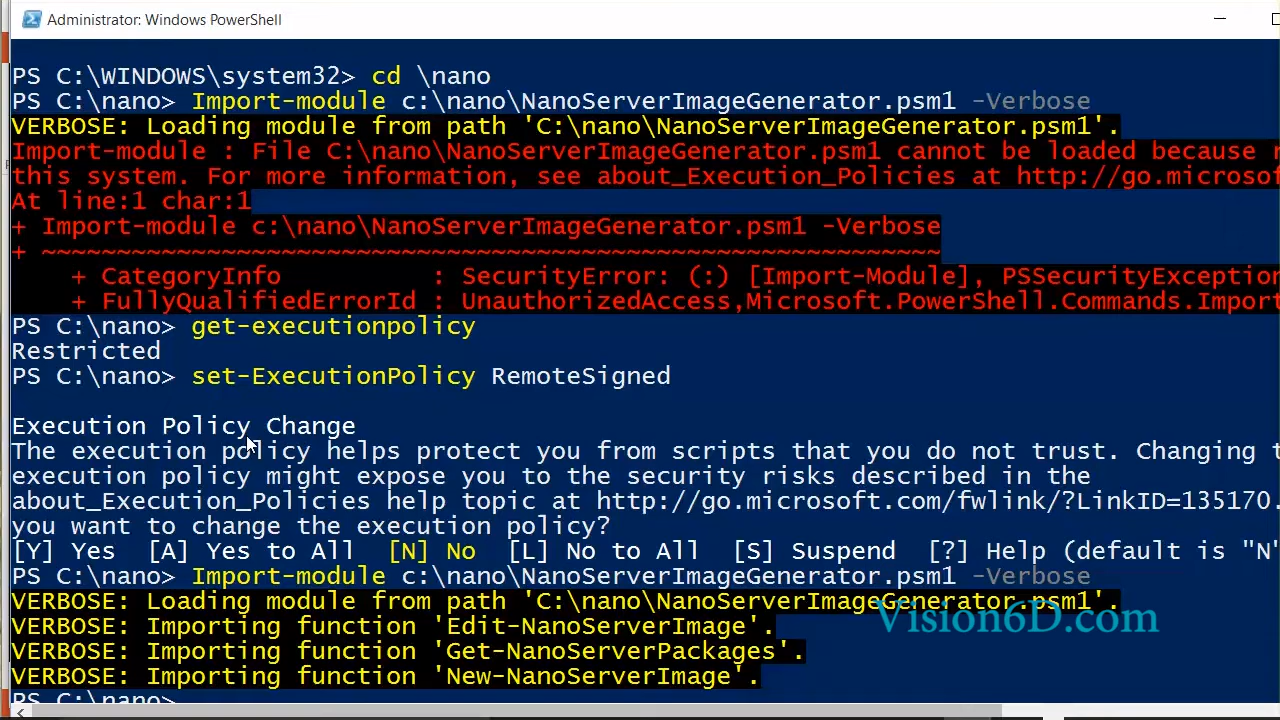 Administrator: Windows PowerShell
PS C:\WINDOWS\system32> cd \nano
PS C:\nano> Import-module c:\nano\NanoServerImageGenerator.psm1 -Verbose
VERBOSE: Loading module from path 'C:\nano\NanoServerImageGenerator.psm1'.
Import-module : File C:\nano\NanoServerImageGenerator.psm1 cannot be loaded because
this system. For more information, see about_Execution_Policies at http://go.microsof
At line:1 char:1
+ Import-module c:\nano\NanoServerImageGenerator.psm1 -Verbose
+ ~~~~~~~~~~~~~~~~~~~~~~~~~~~~~~~~~~~~~~~~~~~~~~~~~~~~~~~~~~~~
+ CategoryInfo : SecurityError: (:) [Import-Module], PSSecurityException
+ FullyQualifiedErrorId : UnauthorizedAccess,Microsoft.PowerShell.Commands.Import
PS C:\nano> get-executionpolicy
Restricted
PS C:\nano> set-ExecutionPolicy RemoteSigned
Execution Policy Change
The execution policy helps protect you from scripts that you do not trust. Changing t
execution policy might expose you to the security risks described in the
about_Execution_Policies help topic at http://go.microsoft.com/fwlink/?LinkID=135170.
you want to change the execution policy?
[Y] Yes [A] Yes to All [N] No [L] No to All [S] Suspend [?] Help (default is "N"
PS C:\nano> Import-module c:\nano\NanoServerImageGenerator.psm1 -Verbose
VERBOSE: Loading module from path 'C:\nano\NanoServerImageGenerator.psm1'.
Vision6D.com
VERBOSE: Importing function 'Edit-NanoServerImage'.
VERBOSE: Importing function 'Get-NanoServerPackages'.
VERBOSE: Importing function 'New-NanoServerImage'.
PS C:\nano>